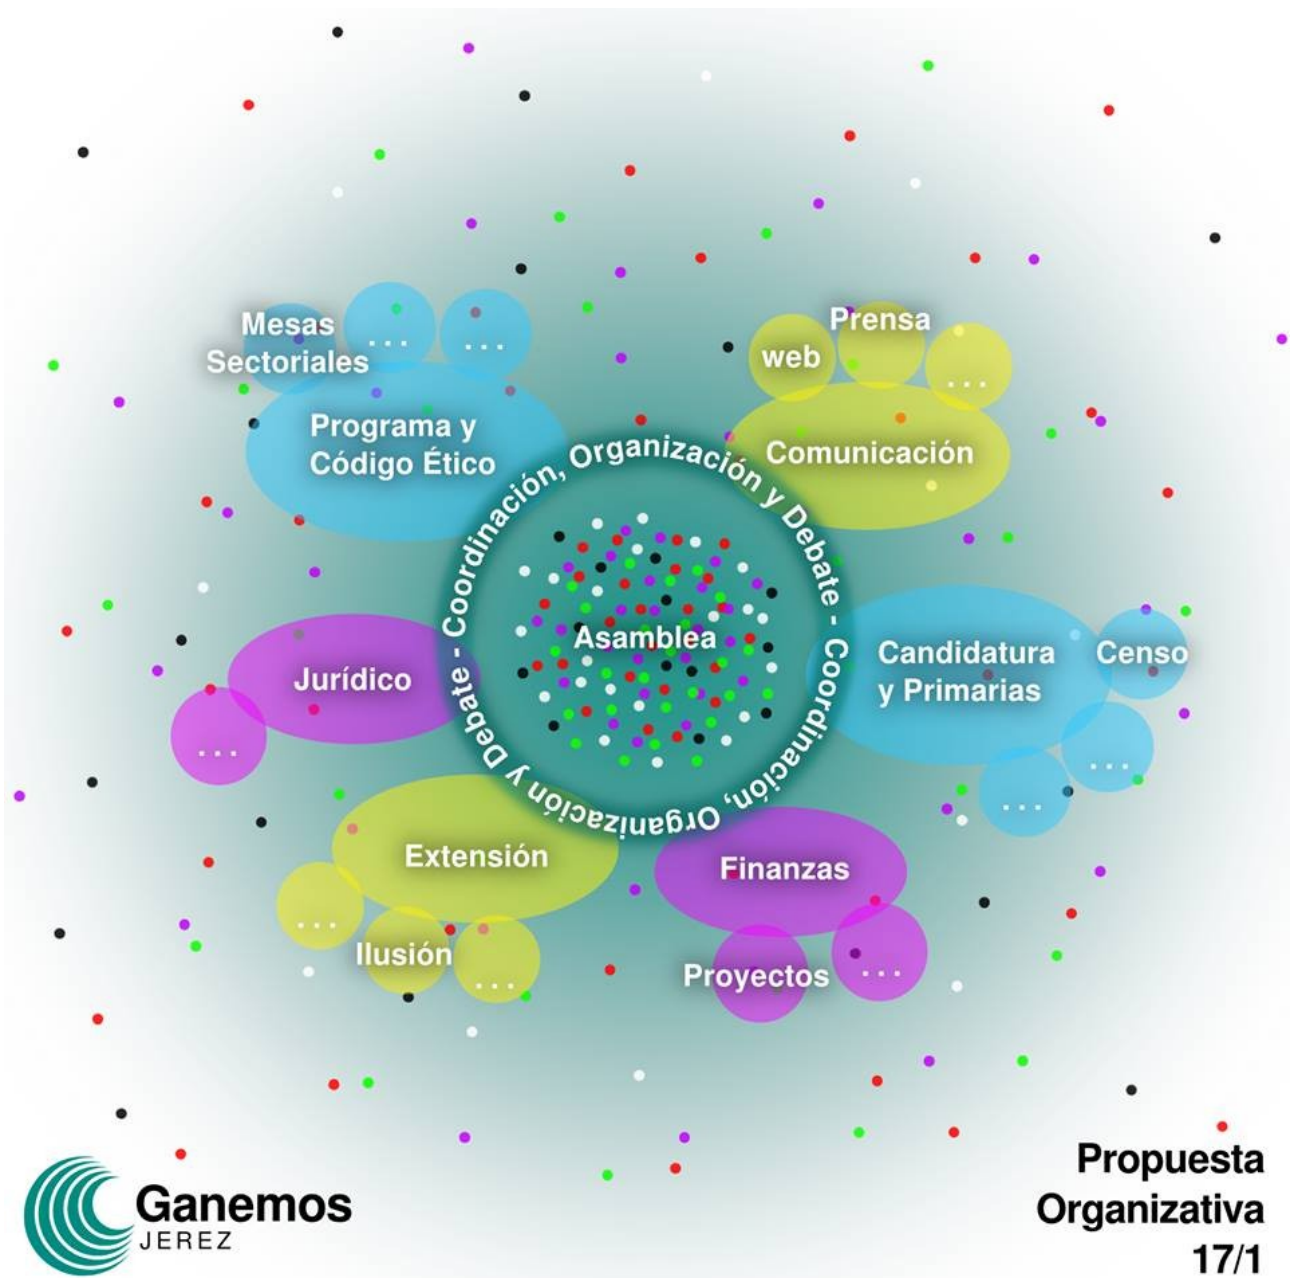 Mesas
Sectoriales
...
...
Programa y
Código Ético
Prensa
web
...
Comunicación
Coordinación, Organización y Debate - Coordinación, Organización y Debate -
Asamblea
Jurídico
...
Candidatura
y Primarias
Censo
...
...
Extensión
...
Ilusión
...
Finanzas
Proyectos
...
Ganemos
JEREZ
Propuesta
Organizativa
17/1